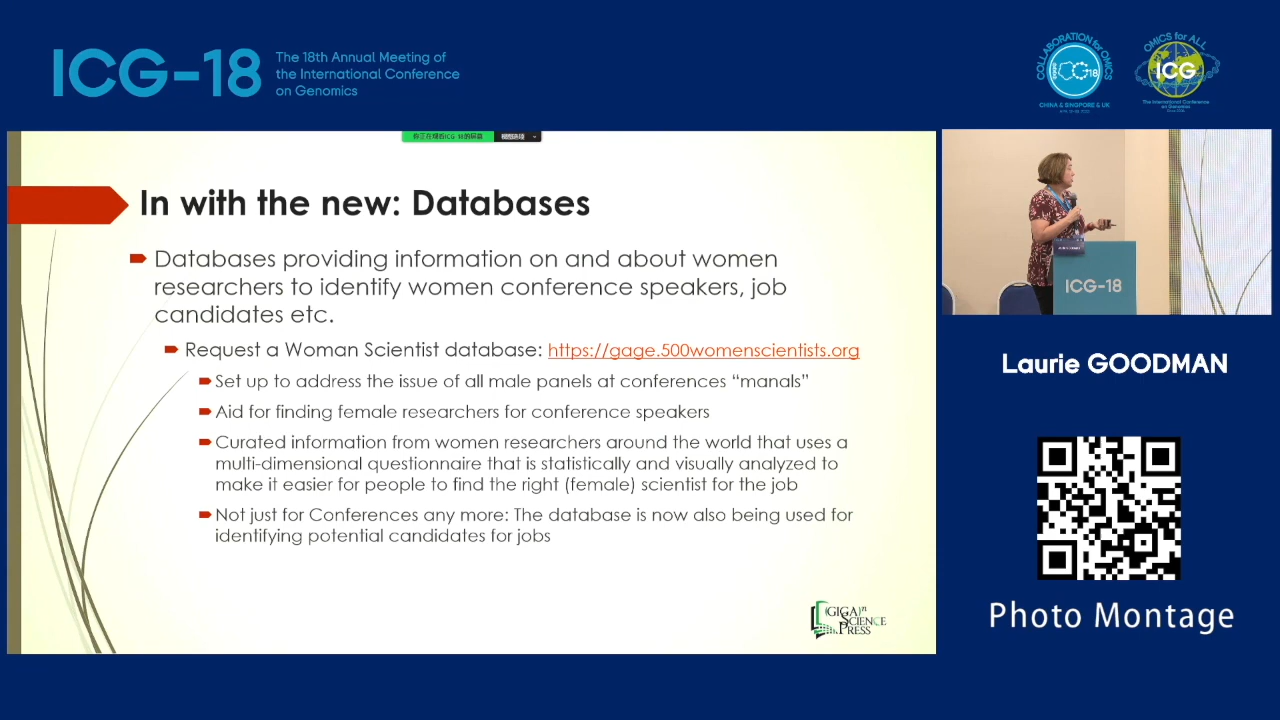 ICG-18
The 18th Annual Meeting of
the International Conference
on Genomics
COLLABORATION for OMICS
ICG18
CHINA & SINGPORE & UK
OMICS for ALL
ICG
The International Conference
on Genomics
In with the new: Databases
Databases providing information on and about women
researchers to identify women conference speakers, job
candidates etc.
Request a Woman Scientist database: https://gage.500womenscientists.org
Set up to address the issue of all male panels at conferences “manals”
Aid for finding female researchers for conference speakers
Curated information from women researchers around the world that uses a
multi-dimensional questionnaire that is statistically and visually analyzed to
make it easier for people to find the right (female) scientist for the job
Not just for Conferences any more: The database is now also being used for
identifying potential candidates for jobs
(GIGA)n
SCIENCE
PRESS
ICG-18
Laurie GOODMAN
Photo Montage